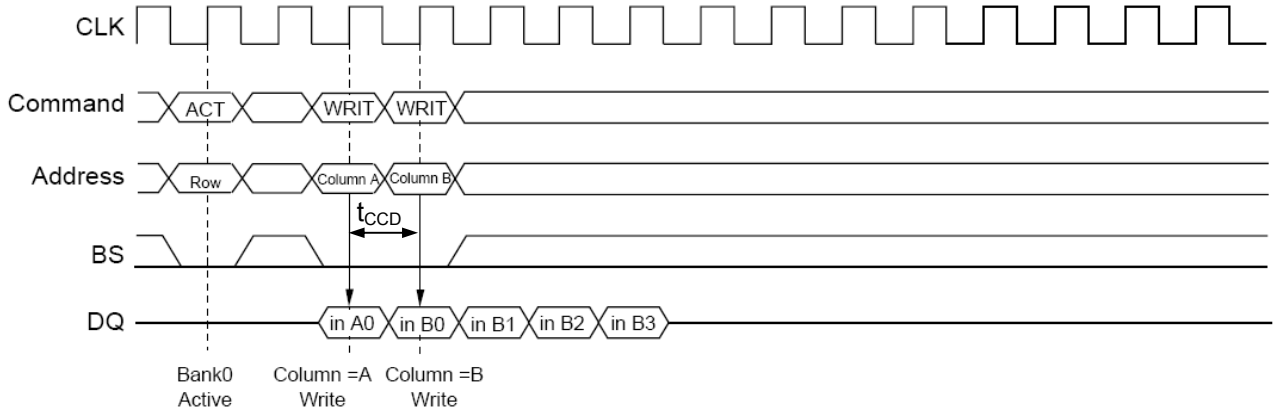 CLK
Command ACT WRIT WRIT
Address Row Column A Column B
tCCD
BS
DQ in A0 in B0 in B1 in B2 in B3
Bank0 Column =A Column =B
Active Write Write